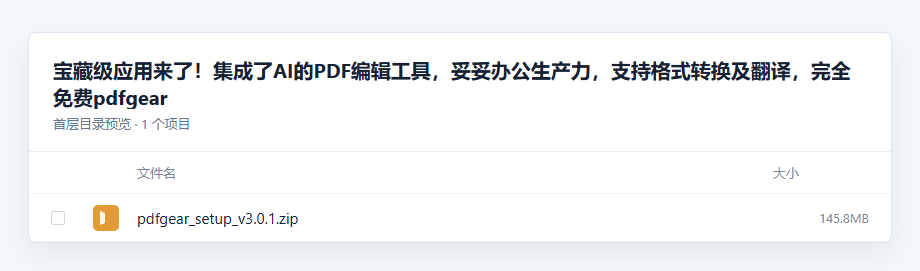 宝藏级应用来了！集成了AI的PDF编辑工具，妥妥办公生产力，支持格式转换及翻译，完全
免费pdfgear
首层目录预览 · 1 个项目
文件名 大小
pdfgear_setup_v3.0.1.zip 145.8MB